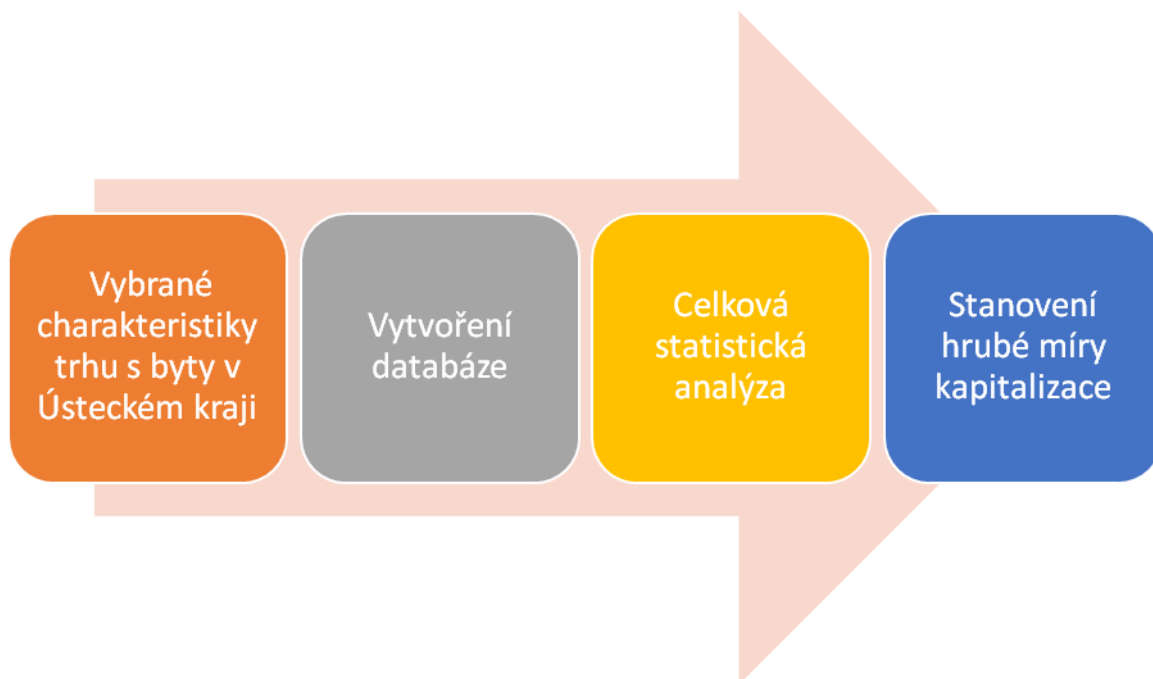 Vybrané
charakteristiky
trhu s byty v
Ústeckém kraji
Vytvoření
databáze
Celková
statistická
analýza
Stanovení
hrubé míry
kapitalizace